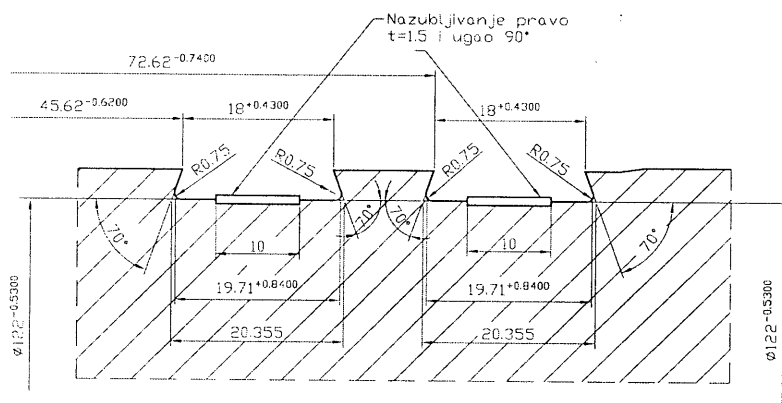 Nazubljivanje pravo
t=1.5 i ugao 90°
72.62-0.7400
45.62-0.6200
18+0.4300
18+0.4300
R0.75
R0.75
R0.75
R0.75
70°
70°
70°
70°
10
10
19.71+0.8400
19.71+0.8400
20.355
20.355
ø122-0.5300
ø122-0.5300